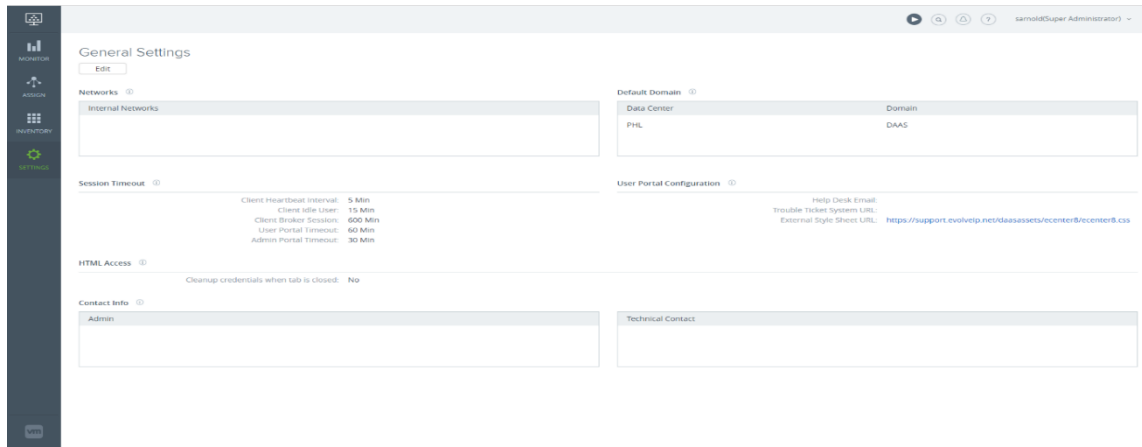 sarnold(Super Administrator)
MONITOR
ASSIGN
INVENTORY
SETTINGS
General Settings
Edit
Networks
Internal Networks
Default Domain
Data Center Domain
PHL DAAS
Session Timeout
Client Heartbeat Interval: 5 Min
Client Idle User: 15 Min
Client Broker Session: 600 Min
User Portal Timeout: 60 Min
Admin Portal Timeout: 30 Min
User Portal Configuration
Help Desk Email:
Trouble Ticket System URL:
External Style Sheet URL: https://support.evolveip.net/daasassets/ecenter8/ecenter8.css
HTML Access
Cleanup credentials when tab is closed: No
Contact Info
Admin
Technical Contact
vm